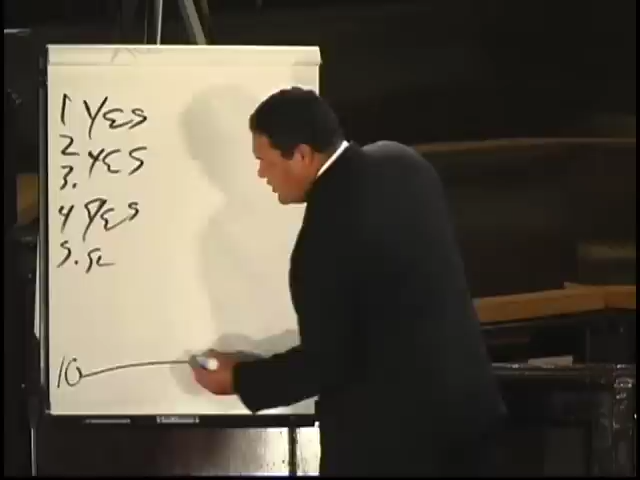 1 YES
2.
YES
3.
4 YES
5.
10